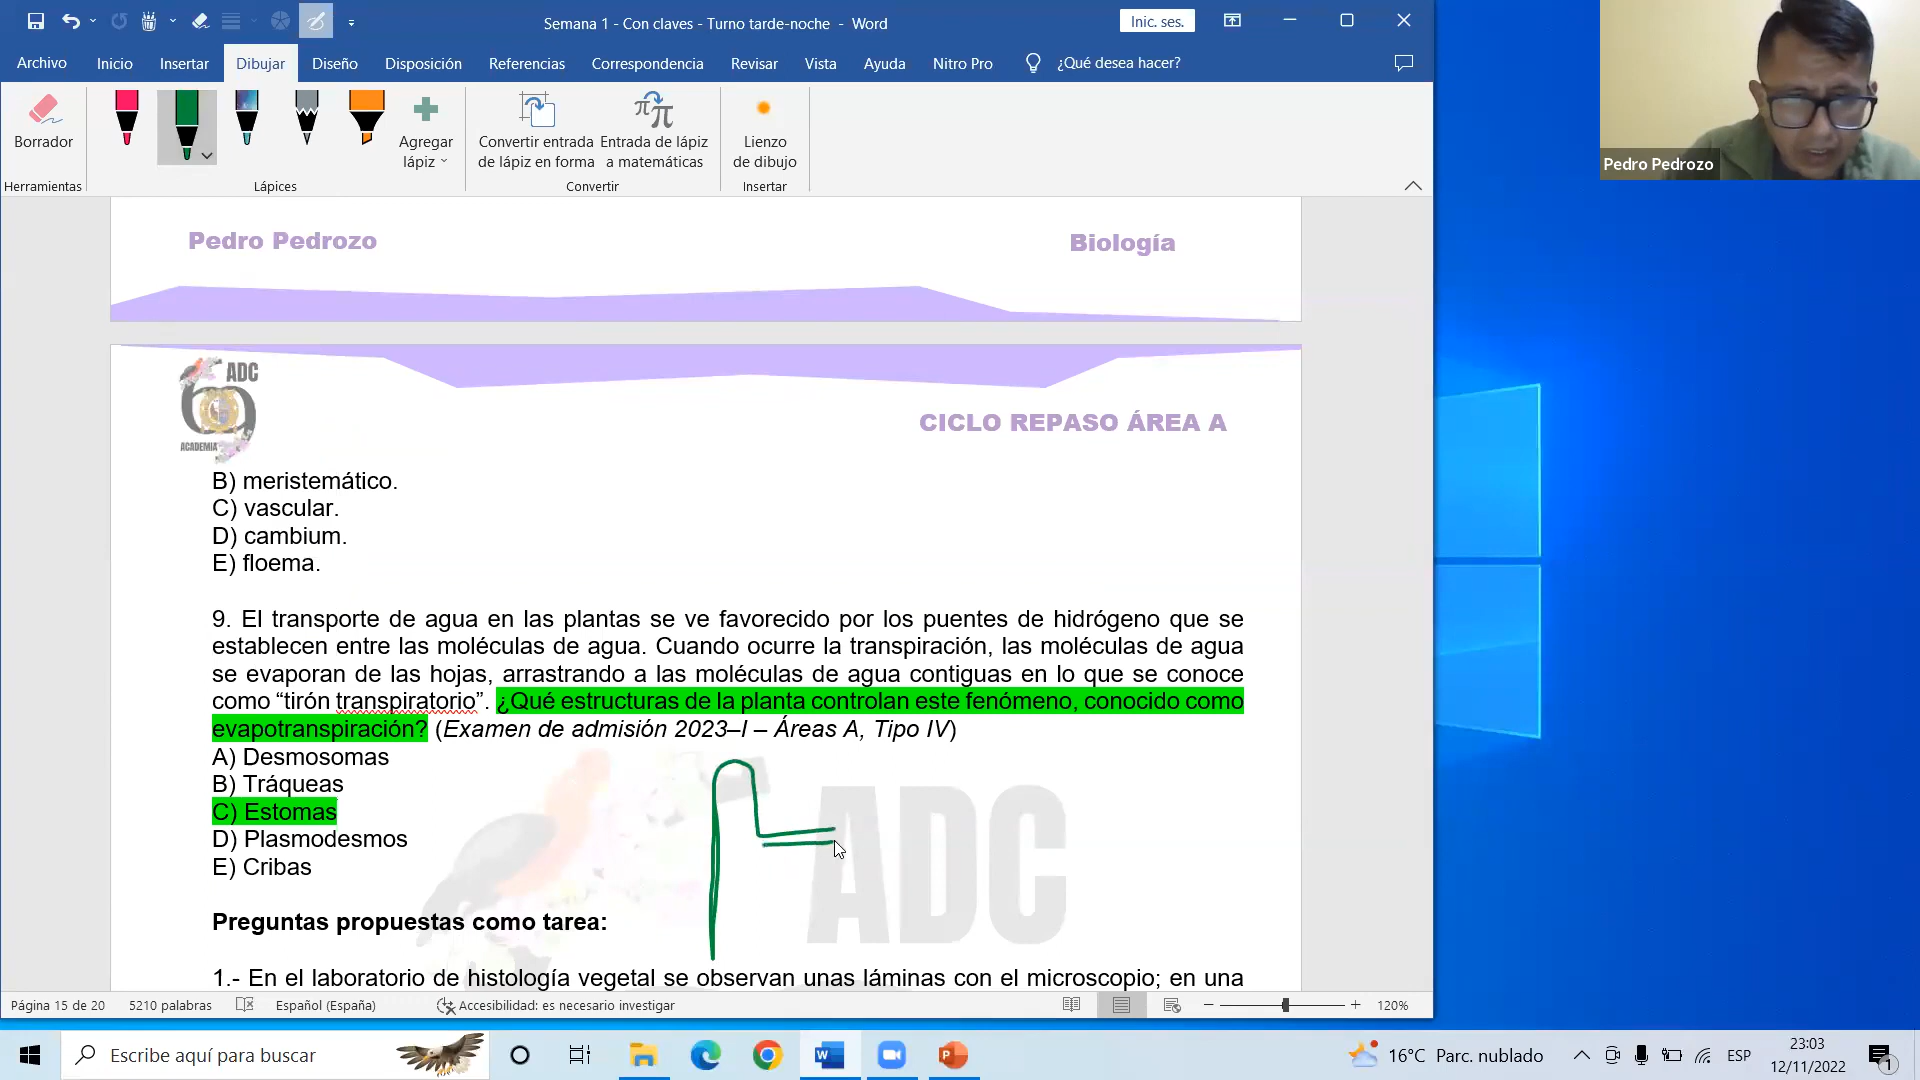 Semana 1 - Con claves - Turno tarde-noche - Word
Inic. ses.
Archivo Inicio Insertar Dibujar Diseño Disposición Referencias Correspondencia Revisar Vista Ayuda Nitro Pro ¿Qué desea hacer?
Borrador
Herramientas
Lápices
Agregar
lápiz
Convertir entrada
de lápiz en forma
Entrada de lápiz
a matemáticas
Convertir
Lienzo
de dibujo
Insertar
Pedro Pedrozo
Pedro Pedrozo
Biología
ADC
ACADEMIA
CICLO REPASO ÁREA A
B) meristemático.
C) vascular.
D) cambium.
E) floema.
9. El transporte de agua en las plantas se ve favorecido por los puentes de hidrógeno que se
establecen entre las moléculas de agua. Cuando ocurre la transpiración, las moléculas de agua
se evaporan de las hojas, arrastrando a las moléculas de agua contiguas en lo que se conoce
como “tirón transpiratorio”. ¿Qué estructuras de la planta controlan este fenómeno, conocido como
evapotranspiración? (Examen de admisión 2023–I – Áreas A, Tipo IV)
A) Desmosomas
B) Tráqueas
C) Estomas
D) Plasmodesmos
E) Cribas
ADC
Preguntas propuestas como tarea:
1.- En el laboratorio de histología vegetal se observan unas láminas con el microscopio; en una
Página 15 de 20 5210 palabras Español (España) Accesibilidad: es necesario investigar 120%
Escribe aquí para buscar
16°C Parc. nublado
ESP
23:03
12/11/2022
1